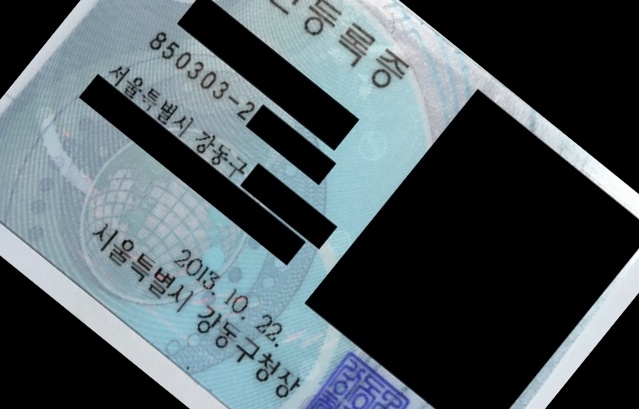 민등록증
850303-2
서울특별시 강동구
2013. 10. 22.
서울특별시 강동구청장